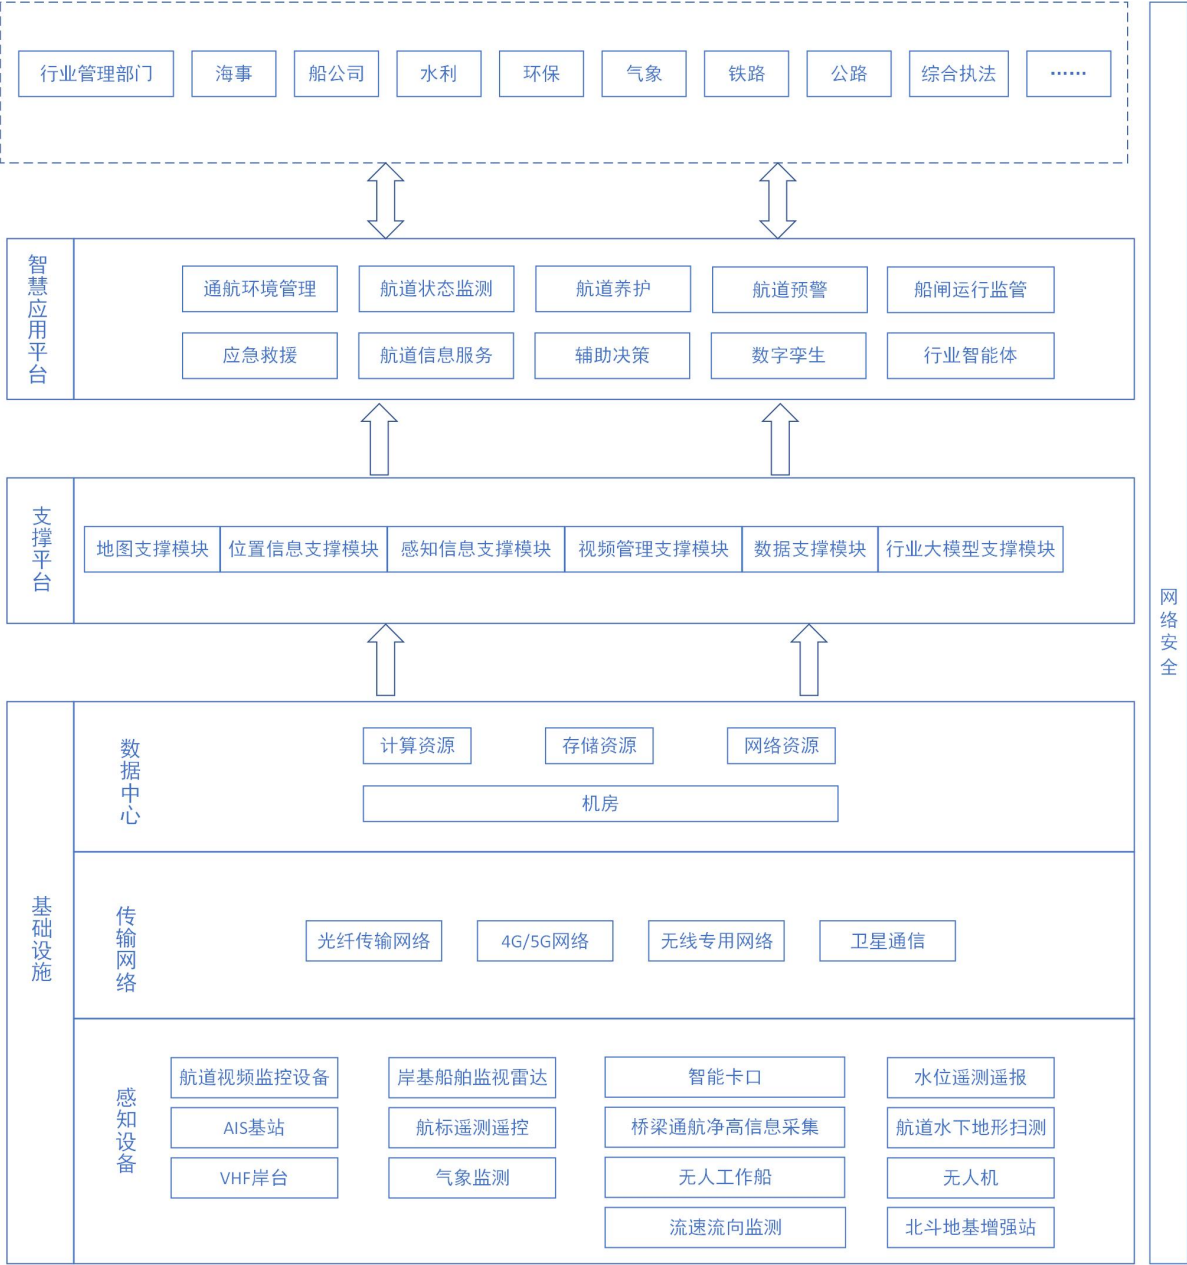 行业管理部门 海事 船公司 水利 环保 气象 铁路 公路 综合执法 ……
智慧应用平台
通航环境管理 航道状态监测 航道养护 航道预警 船闸运行监管
应急救援 航道信息服务 辅助决策 数字孪生 行业智能体
支撑平台
地图支撑模块 位置信息支撑模块 感知信息支撑模块 视频管理支撑模块 数据支撑模块 行业大模型支撑模块
网络安全
基础设施
数据中心
计算资源 存储资源 网络资源
机房
传输网络
光纤传输网络 4G/5G网络 无线专用网络 卫星通信
感知设备
航道视频监控设备 岸基船舶监视雷达 智能卡口 水位遥测遥报
AIS基站 航标遥测遥控 桥梁通航净高信息采集 航道水下地形扫测
VHF岸台 气象监测 无人工作船 无人机
流速流向监测 北斗地基增强站